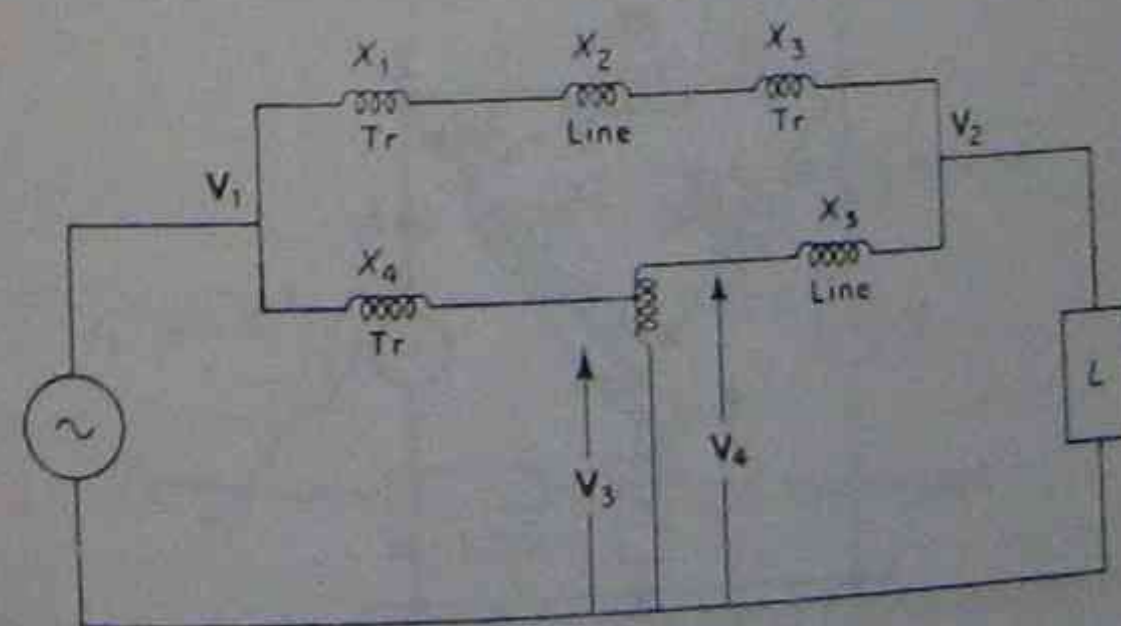 X₁ X₂ X₃
Tr Line Tr
V₁ V₂
X₄ X₅
Tr Line
~ L
V₃ V₄